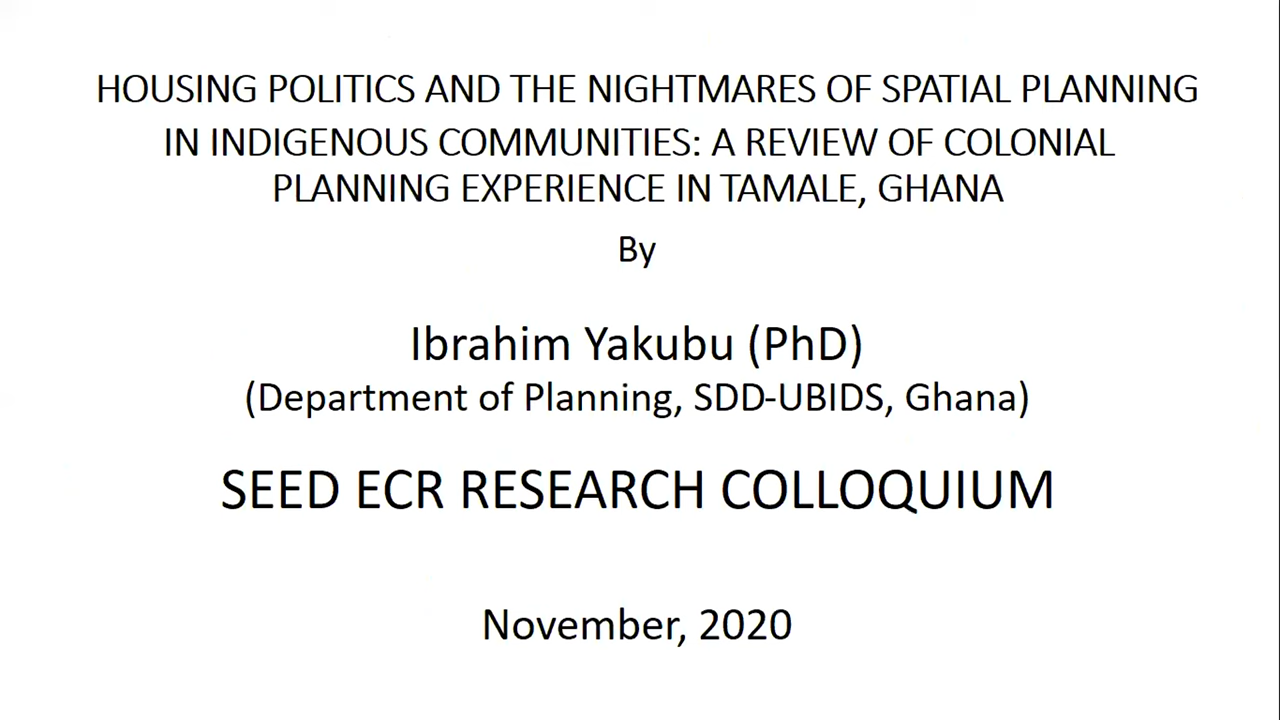 HOUSING POLITICS AND THE NIGHTMARES OF SPATIAL PLANNING
IN INDIGENOUS COMMUNITIES: A REVIEW OF COLONIAL
PLANNING EXPERIENCE IN TAMALE, GHANA
By
Ibrahim Yakubu (PhD)
(Department of Planning, SDD-UBIDS, Ghana)
SEED ECR RESEARCH COLLOQUIUM
November, 2020